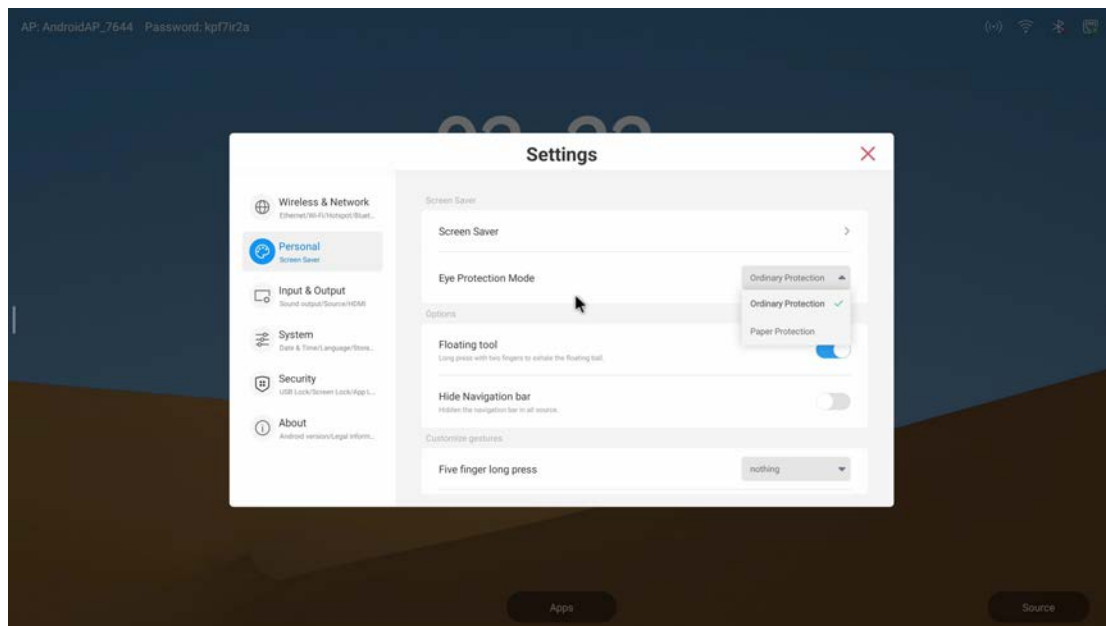 AP: AndroidAP_7644 Password: kpf7ir2a
Settings
Wireless & Network
Ethernet/Wi-Fi/Hotspot/Bluet...
Personal
Screen Saver
Input & Output
Sound output/Source/HDMI
System
Date & Time/Language/Store...
Security
USB Lock/Screen Lock/App L...
About
Android version/Legal inform...
Screen Saver
Screen Saver
Eye Protection Mode
Ordinary Protection
Ordinary Protection
Paper Protection
Options
Floating tool
Long press with two fingers to exhale the floating ball.
Hide Navigation bar
Hidden the navigation bar in all source.
Customize gestures
Five finger long press
nothing
Apps
Source